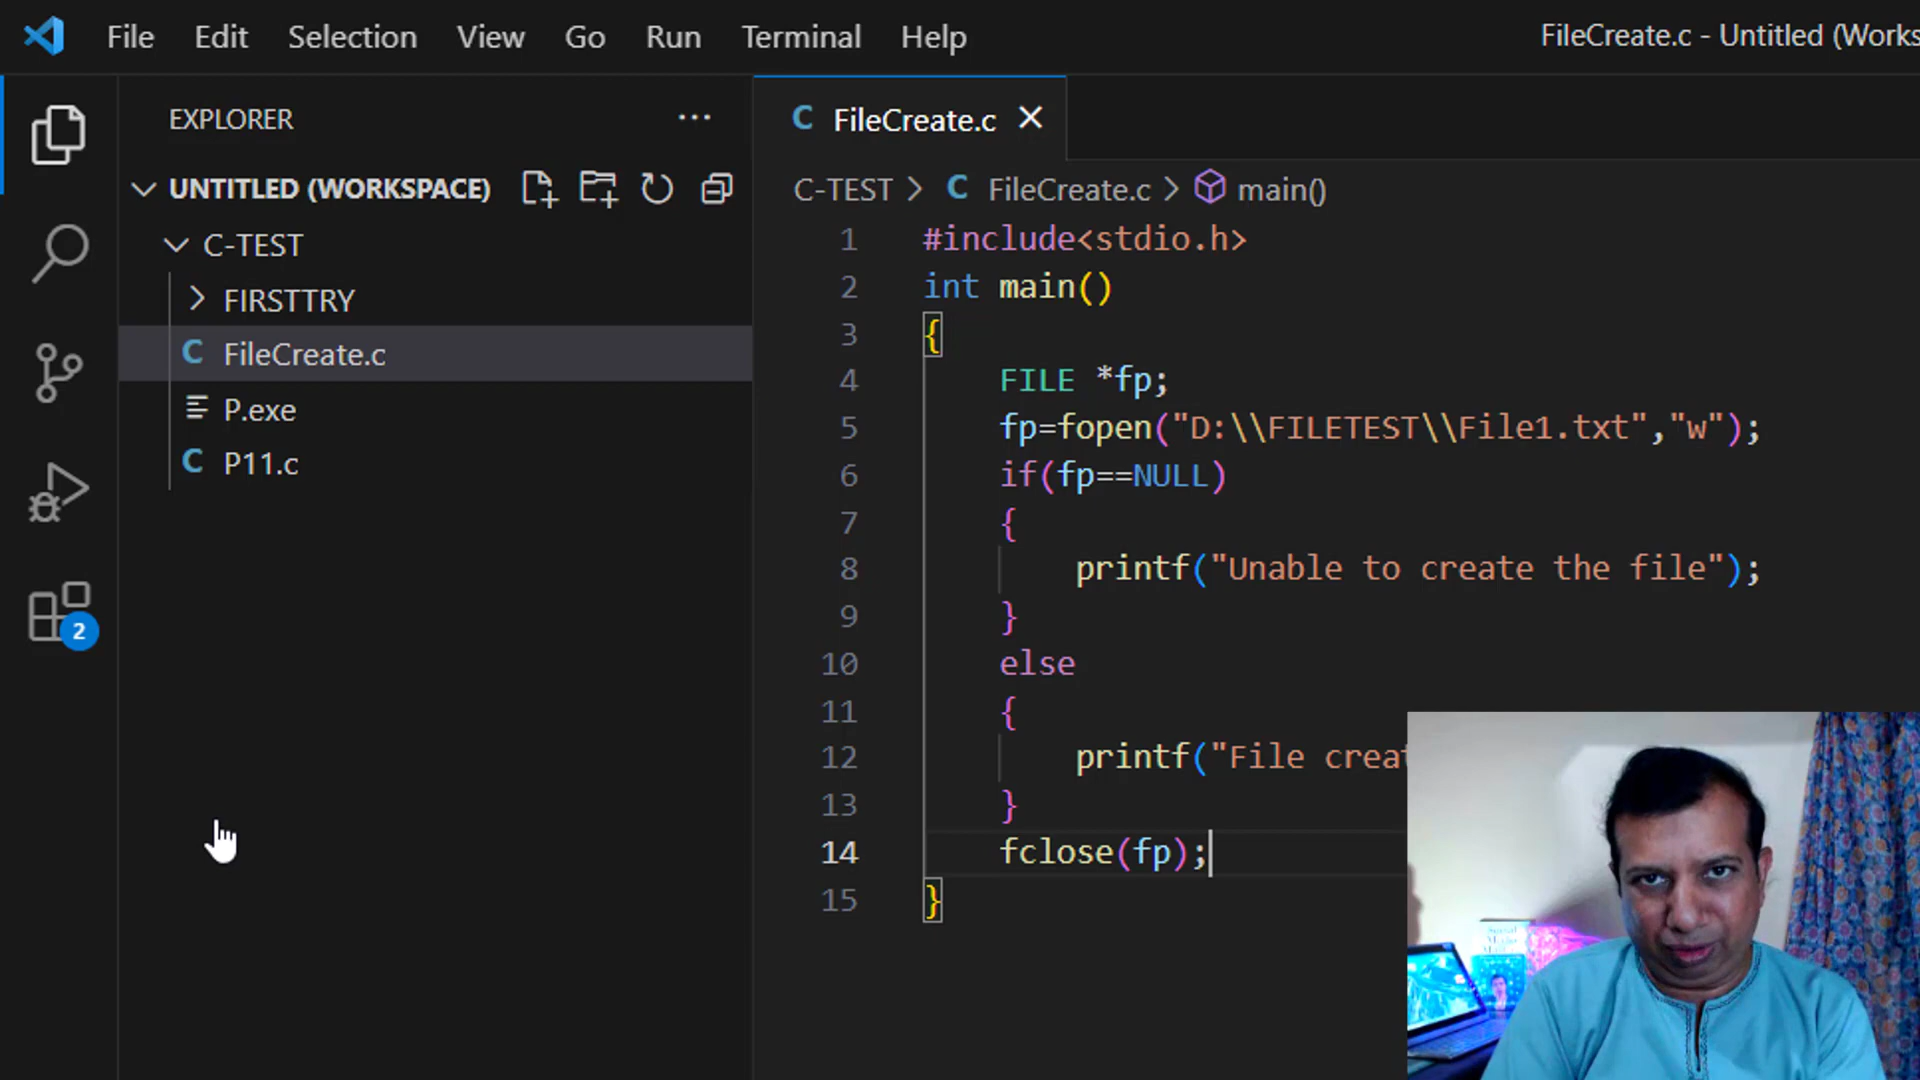 File Edit Selection View Go Run Terminal Help
FileCreate.c - Untitled (Works
EXPLORER
UNTITLED (WORKSPACE)
C-TEST
FIRSTTRY
FileCreate.c
P.exe
P11.c
2
FileCreate.c
C-TEST > C FileCreate.c > main()
1 #include<stdio.h>
2 int main()
3 {
4 FILE *fp;
5 fp=fopen("D:\\FILETEST\\File1.txt","w");
6 if(fp==NULL)
7 {
8 printf("Unable to create the file");
9 }
10 else
11 {
12 printf("File creat
13 }
14 fclose(fp);
15 }
Social
Media